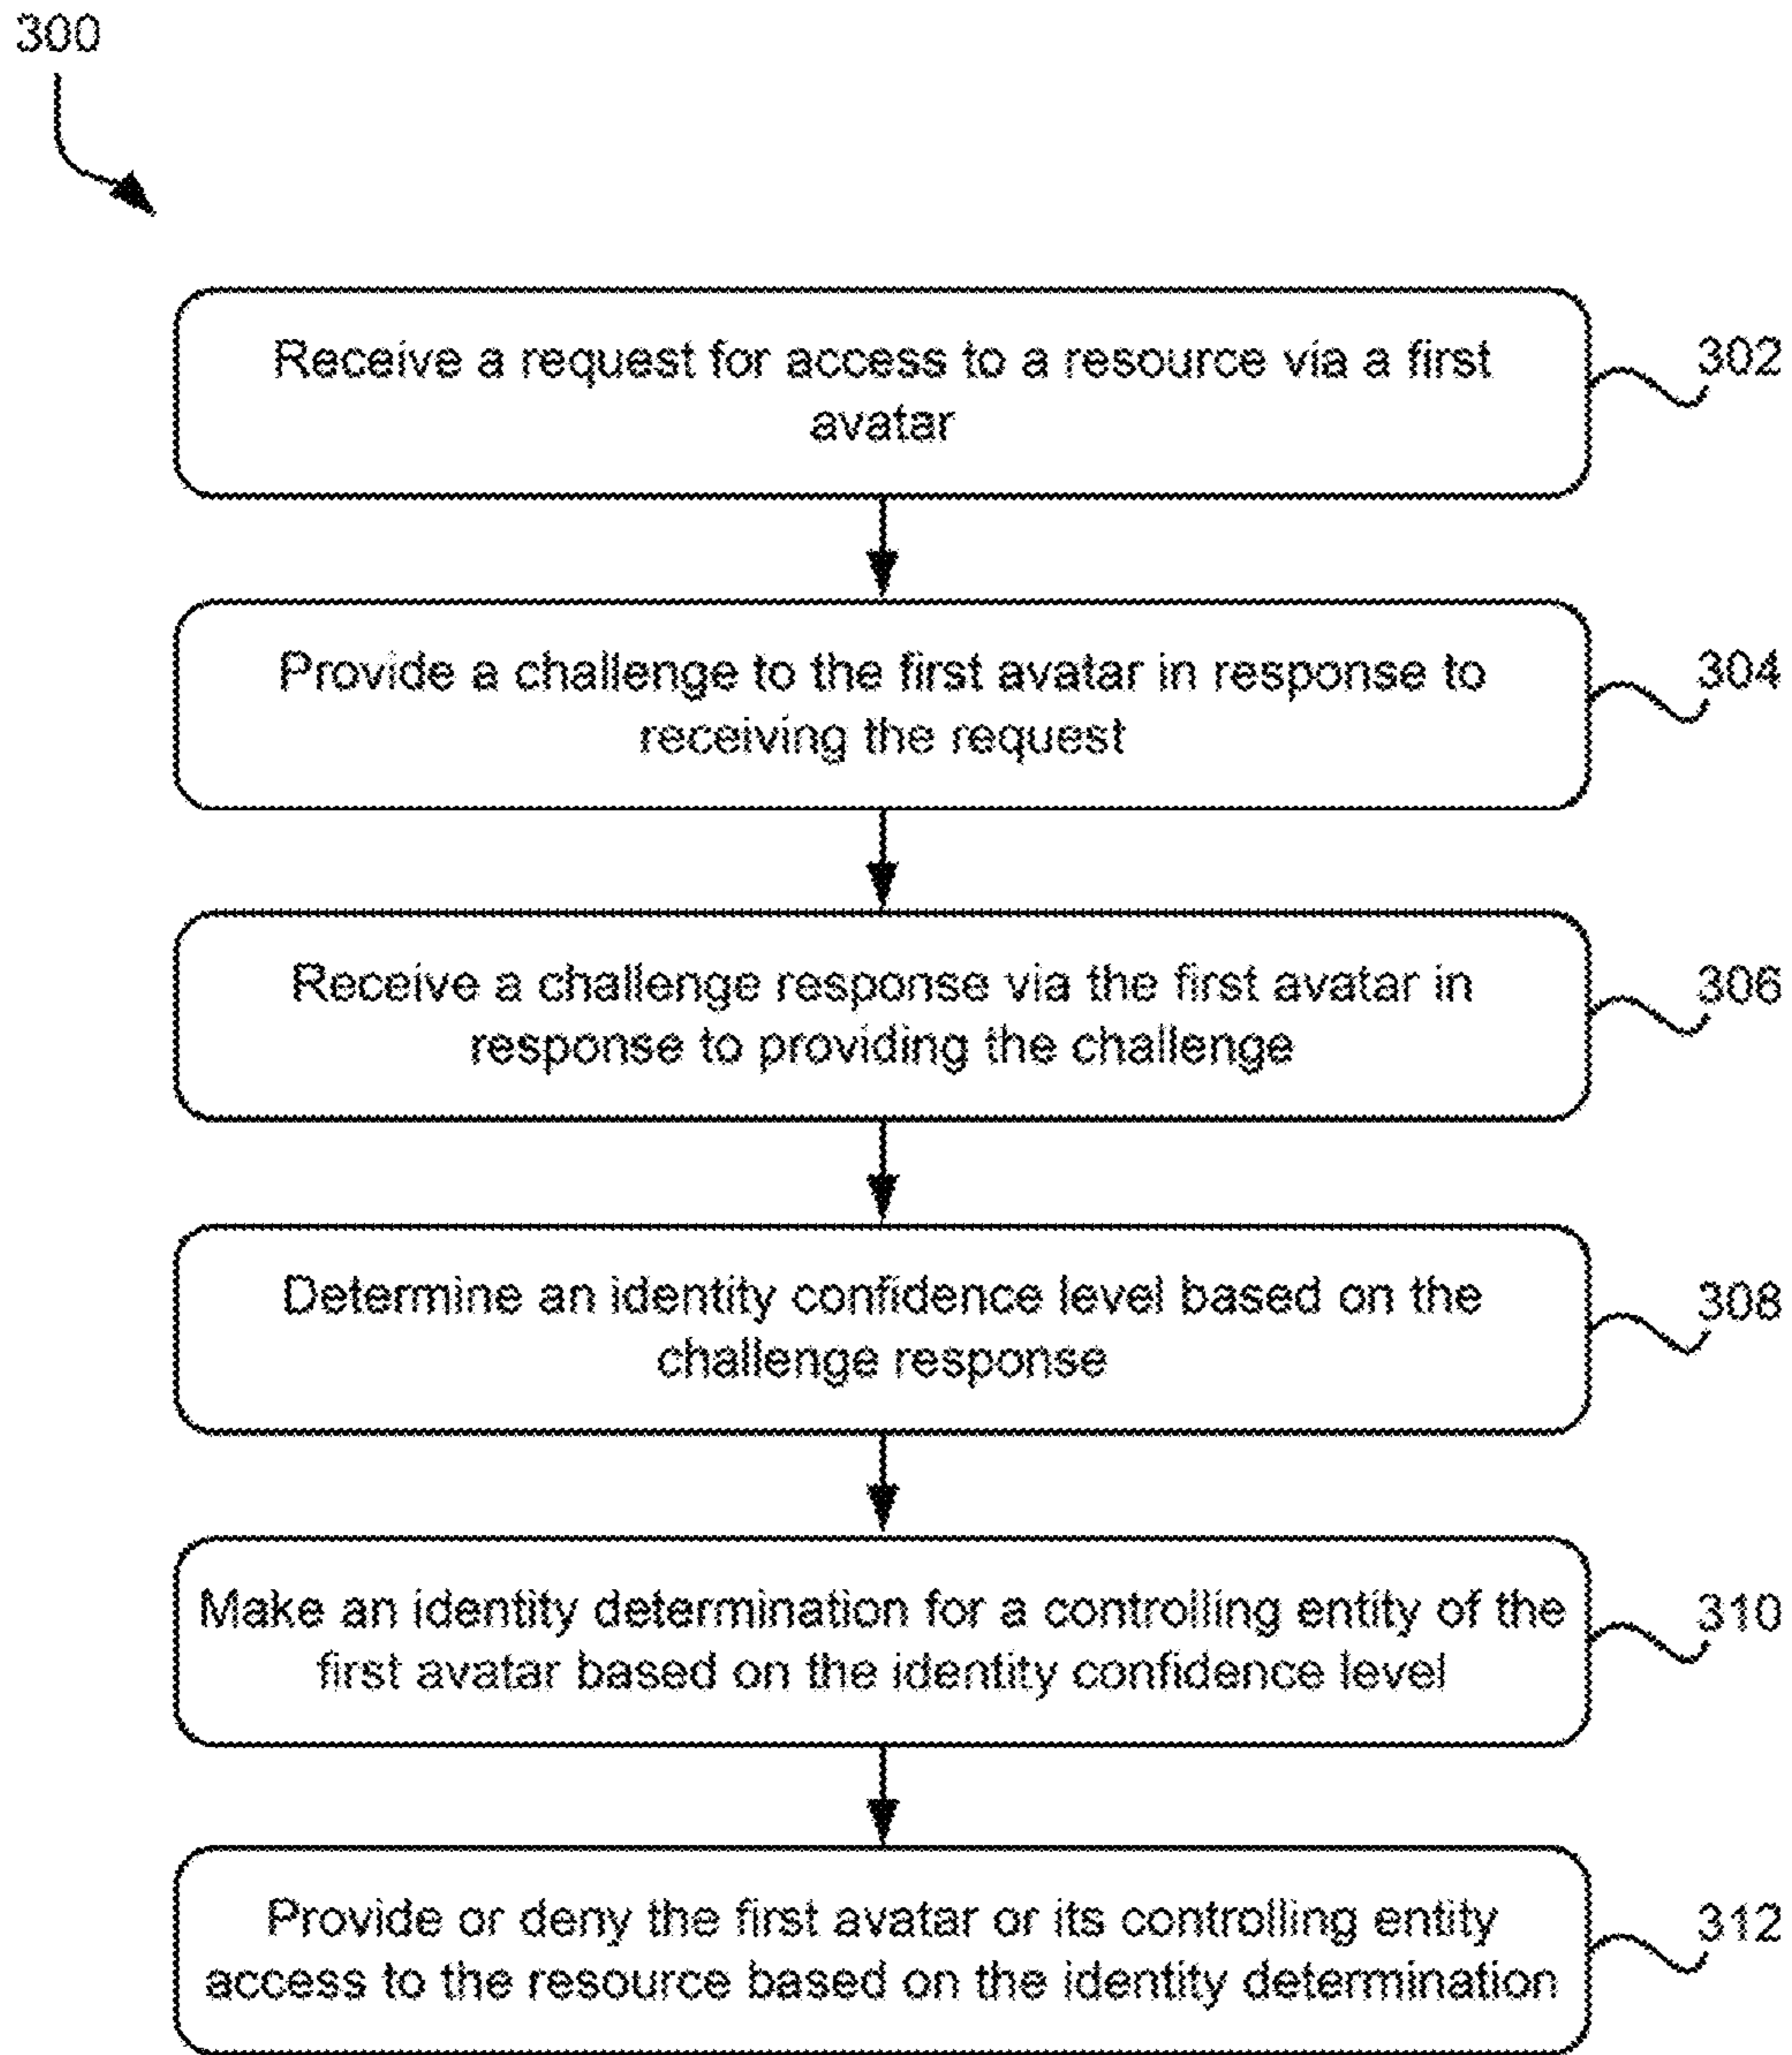 300
Receive a request for access to a resource via a first
avatar
302
Provide a challenge to the first avatar in response to
receiving the request
304
Receive a challenge response via the first avatar in
response to providing the challenge
306
Determine an identity confidence level based on the
challenge response
308
Make an identity determination for a controlling entity of the
first avatar based on the identity confidence level
310
Provide or deny the first avatar or its controlling entity
access to the resource based on the identity determination
312